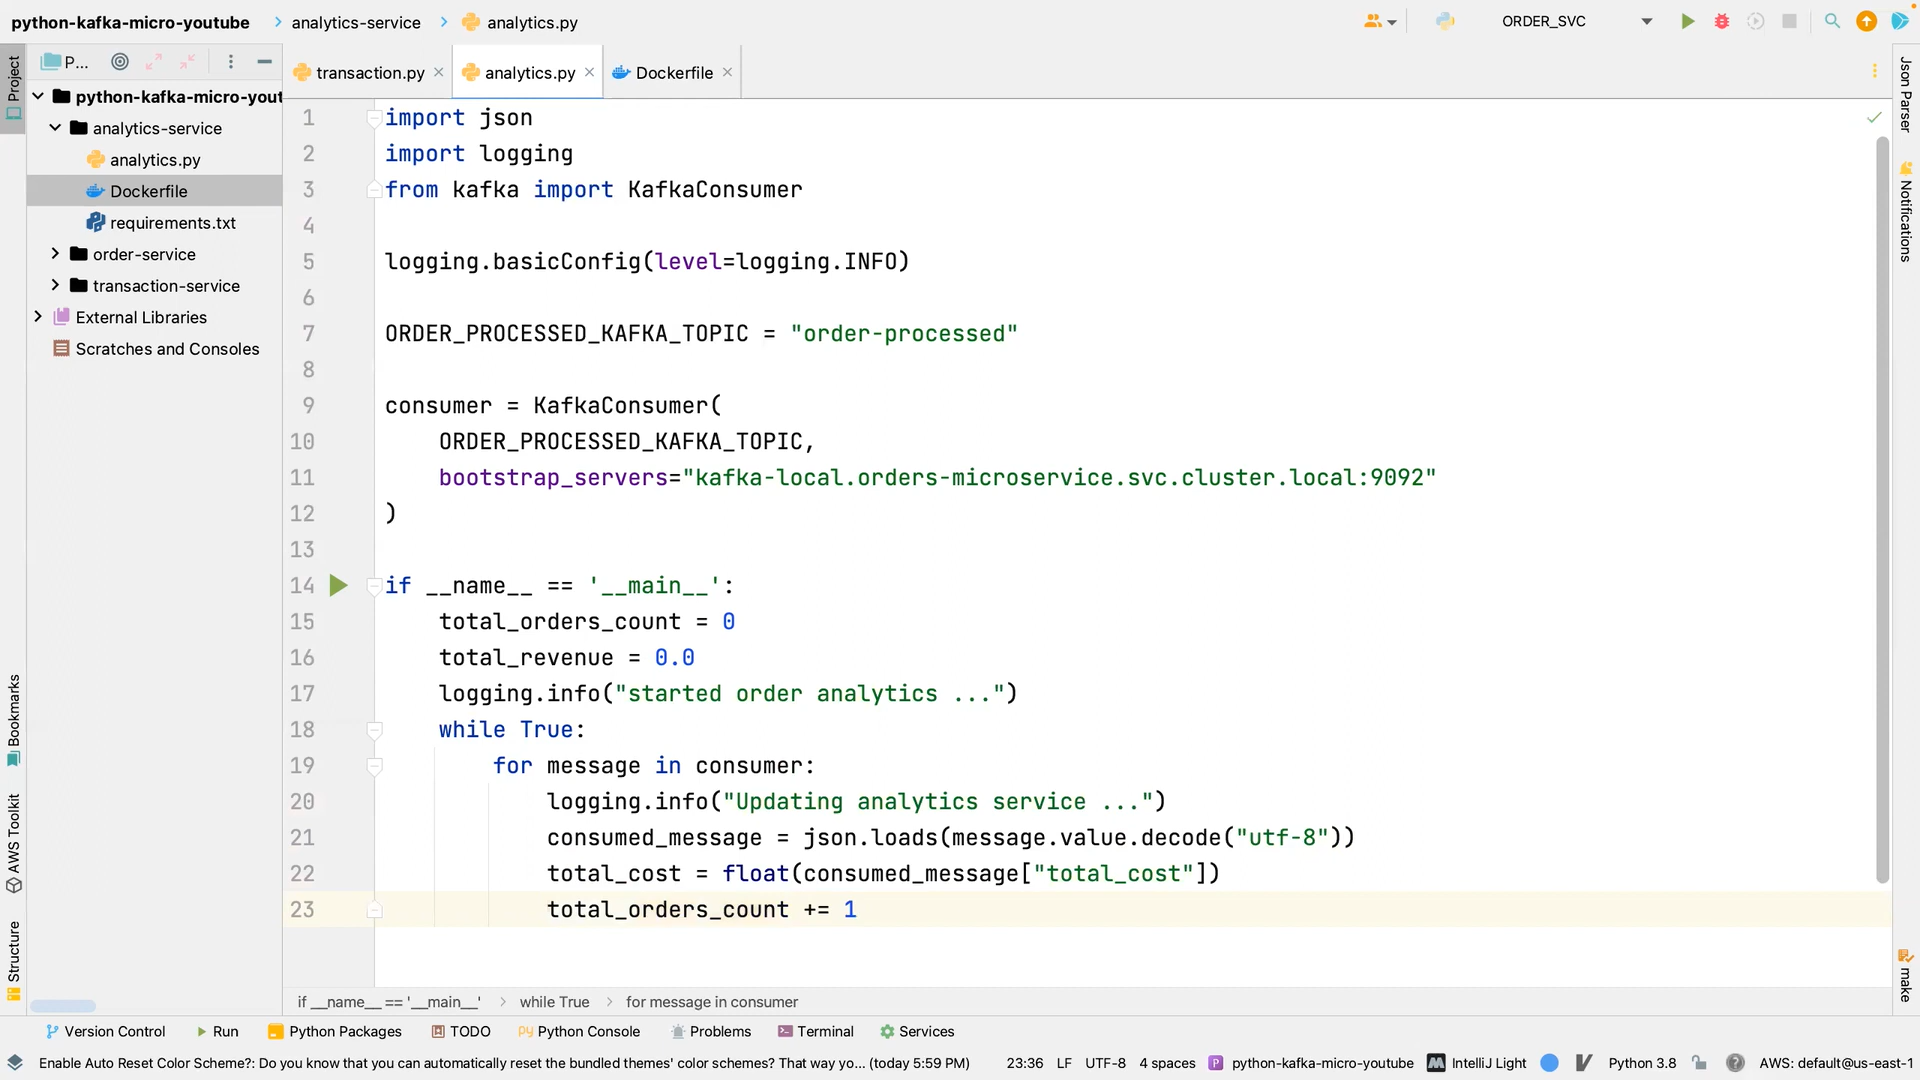 python-kafka-micro-youtube
analytics-service
analytics.py
ORDER_SVC
Project
P...
python-kafka-micro-yout
analytics-service
analytics.py
Dockerfile
requirements.txt
order-service
transaction-service
External Libraries
Scratches and Consoles
Bookmarks
AWS Toolkit
Structure
transaction.py
analytics.py
Dockerfile
1 import json
2 import logging
3 from kafka import KafkaConsumer
4
5 logging.basicConfig(level=logging.INFO)
6
7 ORDER_PROCESSED_KAFKA_TOPIC = "order-processed"
8
9 consumer = KafkaConsumer(
10 ORDER_PROCESSED_KAFKA_TOPIC,
11 bootstrap_servers="kafka-local.orders-microservice.svc.cluster.local:9092"
12 )
13
14 if __name__ == '__main__':
15 total_orders_count = 0
16 total_revenue = 0.0
17 logging.info("started order analytics ...")
18 while True:
19 for message in consumer:
20 logging.info("Updating analytics service ...")
21 consumed_message = json.loads(message.value.decode("utf-8"))
22 total_cost = float(consumed_message["total_cost"])
23 total_orders_count += 1
if __name__ == '__main__'
while True
for message in consumer
Json Parser
Notifications
make
Version Control
Run
Python Packages
TODO
Python Console
Problems
Terminal
Services
Enable Auto Reset Color Scheme?: Do you know that you can automatically reset the bundled themes' color schemes? That way yo... (today 5:59 PM)
23:36
LF
UTF-8
4 spaces
python-kafka-micro-youtube
IntelliJ Light
Python 3.8
AWS: default@us-east-1